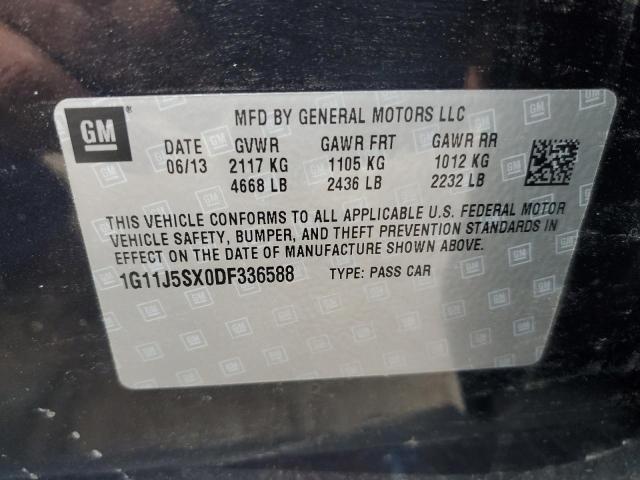 GM
MFD BY GENERAL MOTORS LLC
DATE GVWR GAWR FRT GAWR RR
06/13 2117 KG 1105 KG 1012 KG
4668 LB 2436 LB 2232 LB
THIS VEHICLE CONFORMS TO ALL APPLICABLE U.S. FEDERAL MOTOR
VEHICLE SAFETY, BUMPER, AND THEFT PREVENTION STANDARDS IN
EFFECT ON THE DATE OF MANUFACTURE SHOWN ABOVE.
1G11J5SX0DF336588 TYPE: PASS CAR